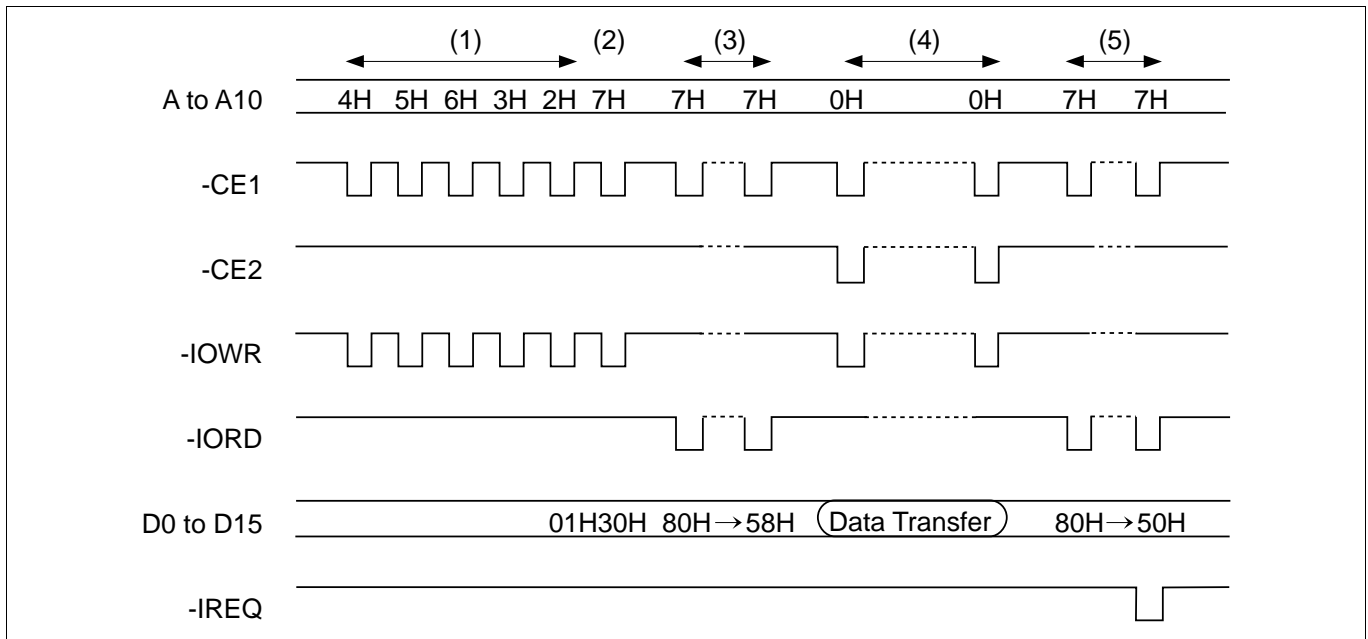 (1) (2) (3) (4) (5)
A to A10 4H 5H 6H 3H 2H 7H 7H 7H 0H 0H 7H 7H
-CE1
-CE2
-IOWR
-IORD
D0 to D15 01H30H 80H→58H Data Transfer 80H→50H
-IREQ